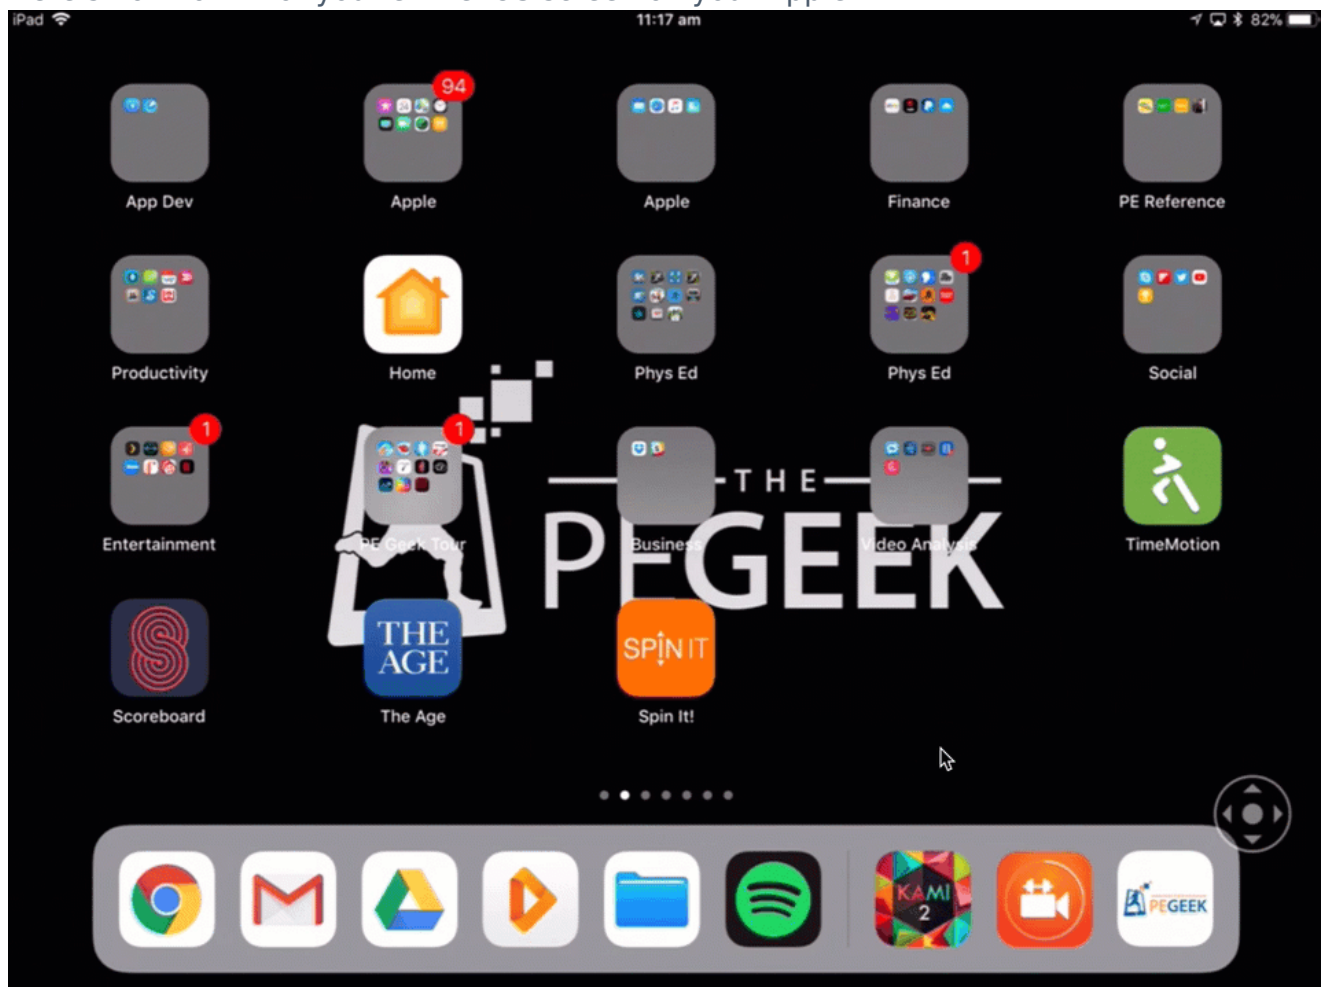 iPad 11:17 am 82%
94
App Dev Apple Apple Finance PE Reference
1
Productivity Home Phys Ed Phys Ed Social
1 1
THE
PEGEEK
Entertainment PE Geek Tour Business Video Analysis TimeMotion
THE
AGE
SPIN IT
Scoreboard The Age Spin It!
KAMI
2
PEGEEK